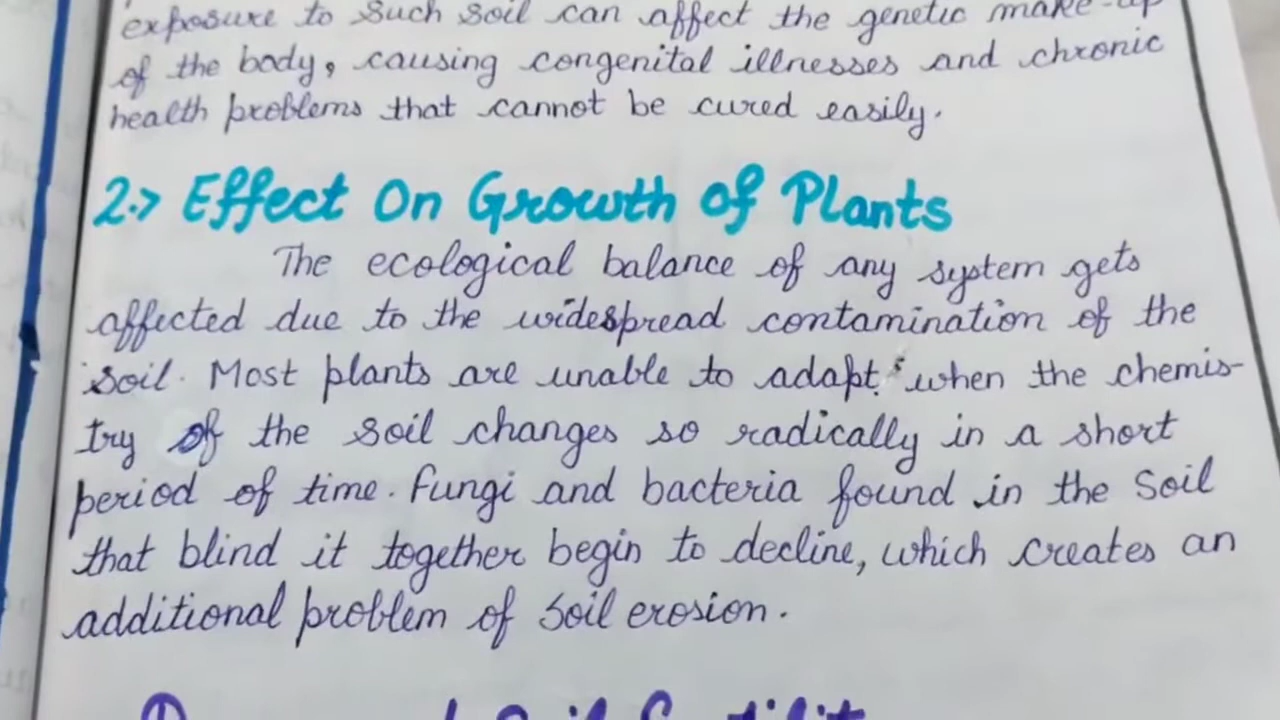 exposure to such soil can affect the genetic make-up
of the body, causing congenital illnesses and chronic
health problems that cannot be cured easily.
2.> Effect On Growth of Plants
The ecological balance of any system gets
affected due to the widespread contamination of the
soil. Most plants are unable to adapt when the chemis-
try of the soil changes so radically in a short
period of time. Fungi and bacteria found in the Soil
that blind it together begin to decline, which creates an
additional problem of Soil erosion.